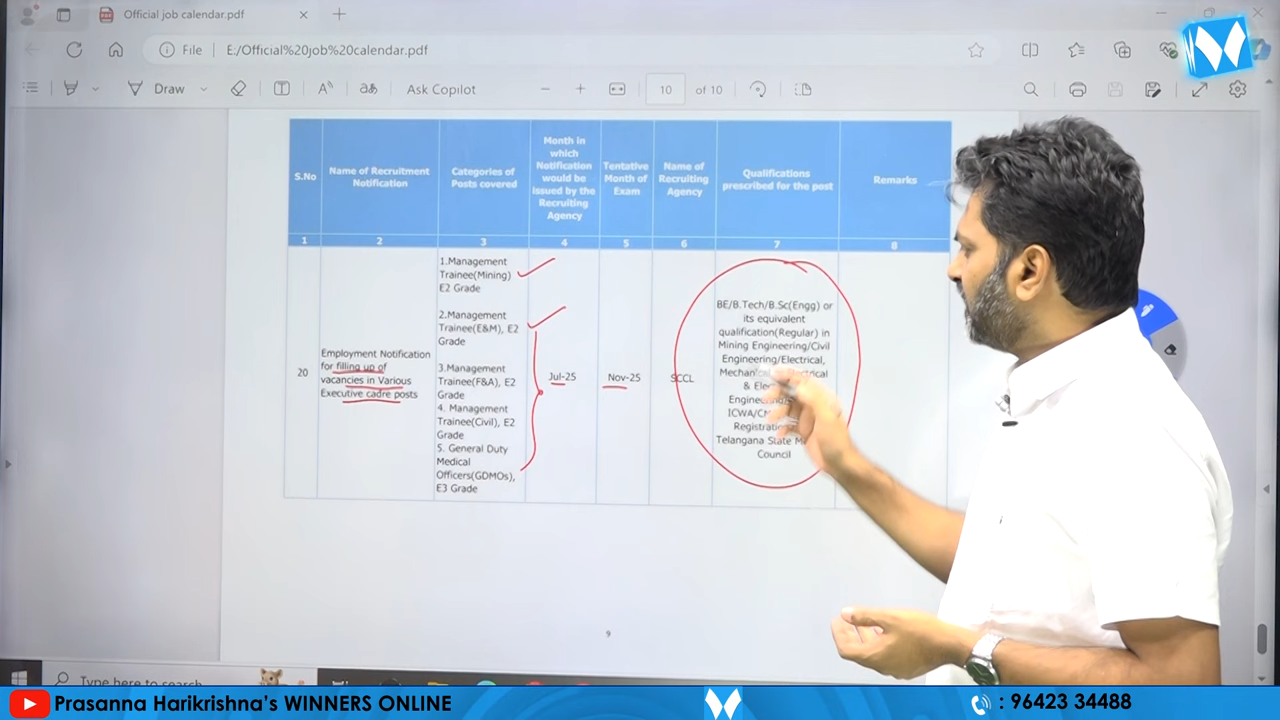 Official job calendar.pdf
File
E:/Official%20job%20calendar.pdf
Draw
Ask Copilot
10
of 10
S.No
Name of Recruitment
Notification
Categories of
Posts covered
Month in
which
Notification
would be
issued by the
Recruiting
Agency
Tentative
Month of
Exam
Name of
Recruiting
Agency
Qualifications
prescribed for the post
Remarks
1 2 3 4 5 6 7 8
20
Employment Notification
for filling up of
vacancies in Various
Executive cadre posts
1.Management
Trainee(Mining)
E2 Grade
2.Management
Trainee(E&M), E2
Grade
3.Management
Trainee(F&A), E2
Grade
4. Management
Trainee(Civil), E2
Grade
5. General Duty
Medical
Officers(GDMOs),
E3 Grade
Jul-25
Nov-25
SCCL
BE/B.Tech/B.Sc(Engg) or
its equivalent
qualification(Regular) in
Mining Engineering/Civil
Engineering/Electrical,
& 
ICWA/
Telangana State
Council
9
Type here to search
Prasanna Harikrishna's WINNERS ONLINE
: 96423 34488